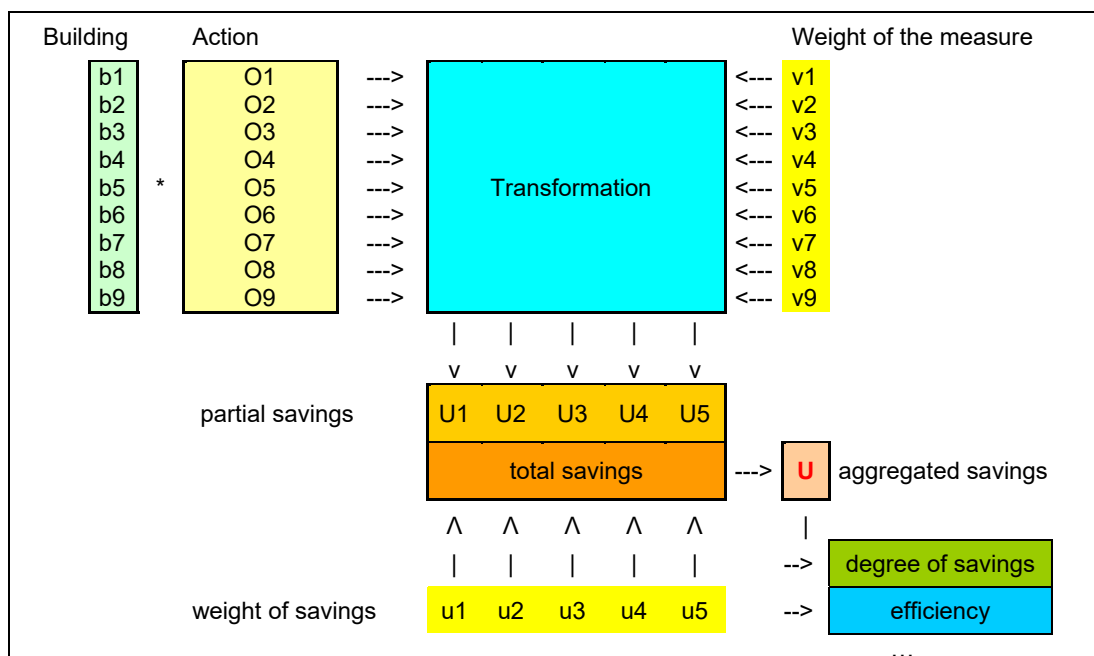 Building Action Weight of the measure
b1 O1 ---> <--- v1
b2 O2 ---> <--- v2
b3 O3 ---> <--- v3
b4 O4 ---> <--- v4
b5 * O5 ---> Transformation <--- v5
b6 O6 ---> <--- v6
b7 O7 ---> <--- v7
b8 O8 ---> <--- v8
b9 O9 ---> <--- v9
| | | | |
v v v v v
partial savings U1 U2 U3 U4 U5
total savings ---> U aggregated savings
Λ Λ Λ Λ Λ |
| | | | | --> degree of savings
weight of savings u1 u2 u3 u4 u5 --> efficiency
...